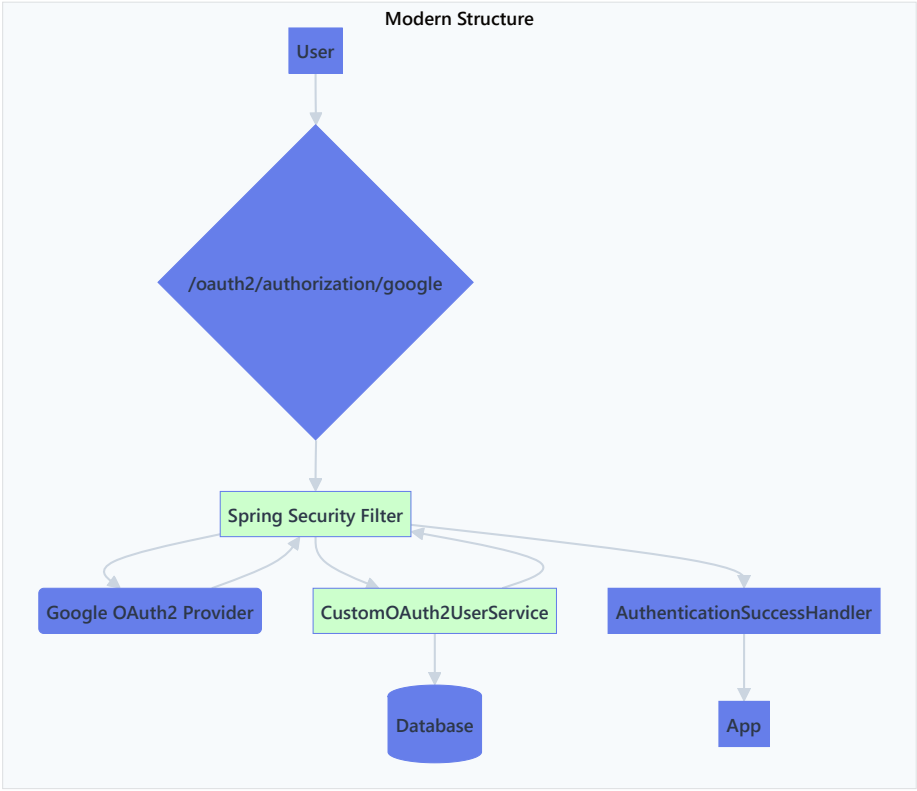 Modern Structure
User
/oauth2/authorization/google
Spring Security Filter
Google OAuth2 Provider
CustomOAuth2UserService
AuthenticationSuccessHandler
Database
App